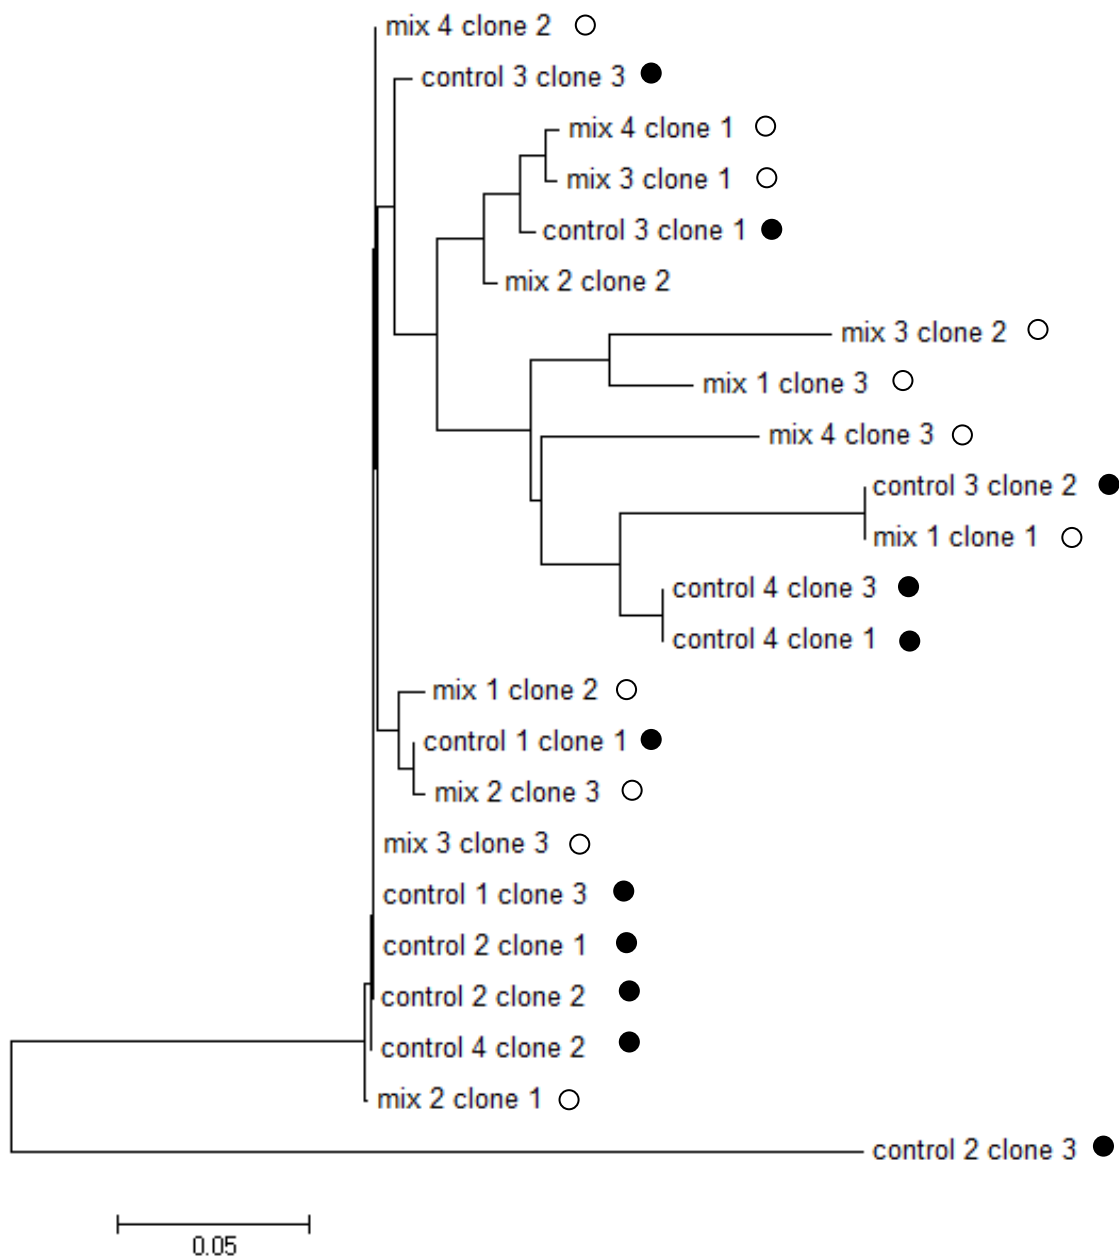 mix 4 clone 2
control 3 clone 3
mix 4 clone 1
mix 3 clone 1
control 3 clone 1
mix 2 clone 2
mix 3 clone 2
mix 1 clone 3
mix 4 clone 3
control 3 clone 2
mix 1 clone 1
control 4 clone 3
control 4 clone 1
mix 1 clone 2
control 1 clone 1
mix 2 clone 3
mix 3 clone 3
control 1 clone 3
control 2 clone 1
control 2 clone 2
control 4 clone 2
mix 2 clone 1
control 2 clone 3
0.05